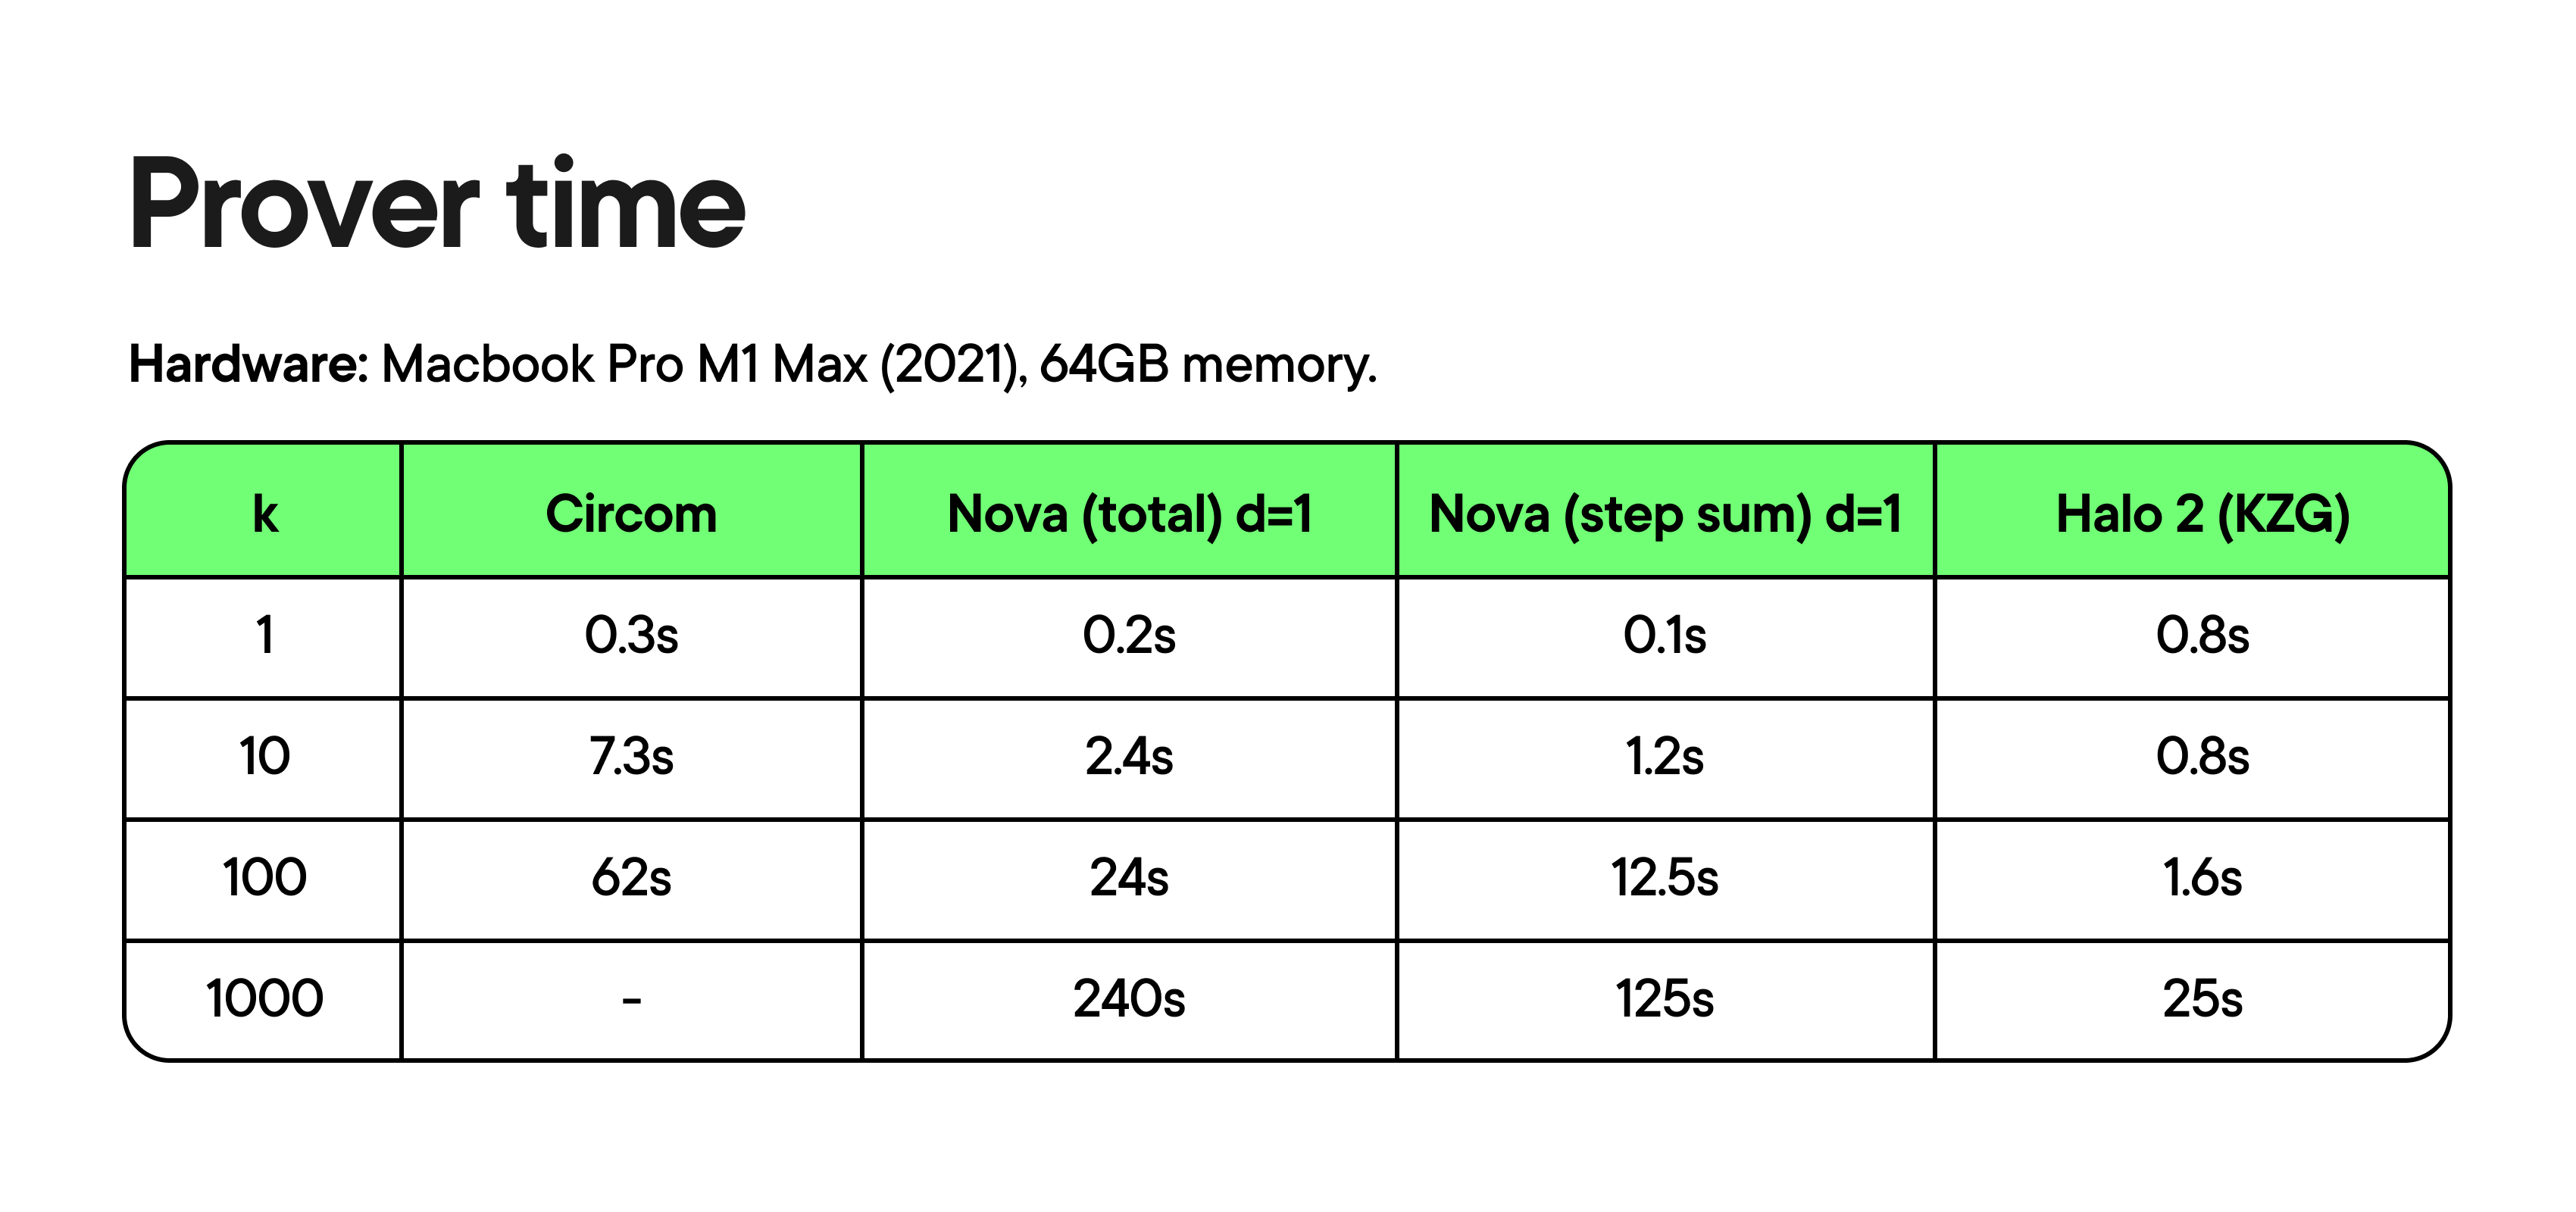 Prover time
Hardware: Macbook Pro M1 Max (2021), 64GB memory.
k Circom Nova (total) d=1 Nova (step sum) d=1 Halo 2 (KZG)
1 0.3s 0.2s 0.1s 0.8s
10 7.3s 2.4s 1.2s 0.8s
100 62s 24s 12.5s 1.6s
1000 - 240s 125s 25s